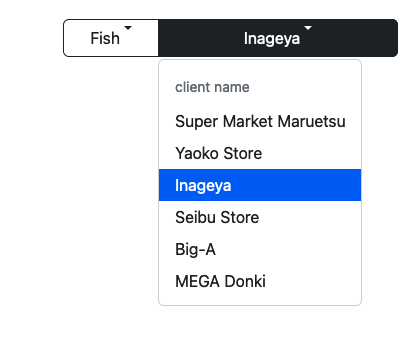 Fish
Inageya
client name
Super Market Maruetsu
Yaoko Store
Inageya
Seibu Store
Big-A
MEGA Donki